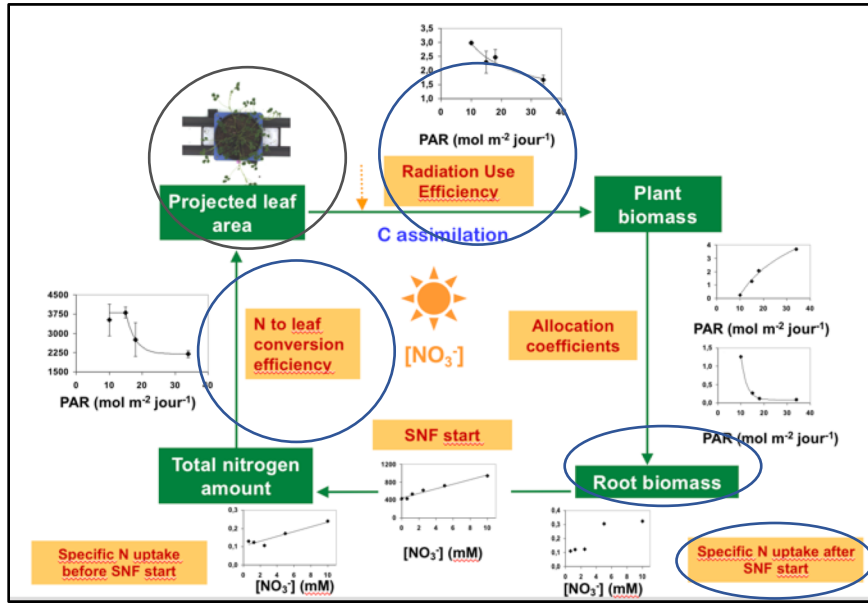 3,5
3,0
2,5
2,0
1,5
1,0
0 10 20 30 40
PAR (mol m⁻² jour⁻¹)
Projected leaf
area
Radiation Use
Efficiency
C assimilation
Plant
biomass
4
3
2
1
0
0 10 20 30 40
PAR (mol m⁻² jour⁻¹)
4500
3750
3000
2250
1500
0 10 20 30 40
PAR (mol m⁻² jour⁻¹)
N to leaf
conversion
efficiency
[NO₃⁻]
Allocation
coefficients
1,5
1,0
0,5
0,0
0 10 20 30 40
PAR (mol m⁻² jour⁻¹)
SNF start
Total nitrogen
amount
1200
800
400
0
0 2 4 6 8 10
[NO₃⁻] (mM)
Root biomass
Specific N uptake
before SNF start
0,3
0,2
0,1
0,0
0 2 4 6 8 10
[NO₃⁻] (mM)
0,4
0,3
0,2
0,1
0,0
0 2 4 6 8 10
[NO₃⁻] (mM)
Specific N uptake after
SNF start